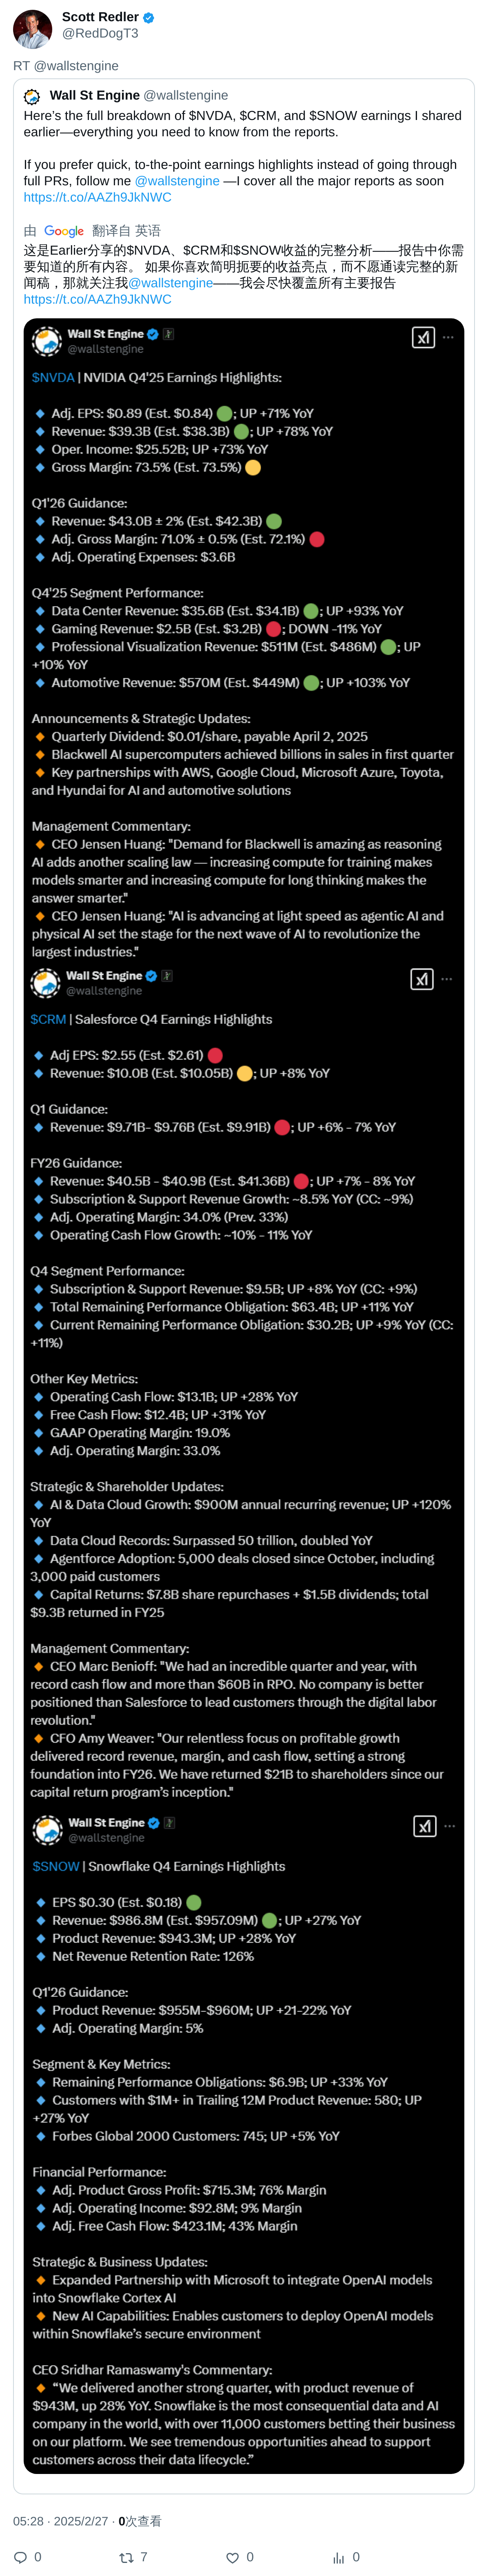 Scott Redler
@RedDogT3
RT @wallstengine
Wall St Engine @wallstengine
Here’s the full breakdown of $NVDA, $CRM, and $SNOW earnings I shared
earlier—everything you need to know from the reports.
If you prefer quick, to-the-point earnings highlights instead of going through
full PRs, follow me @wallstengine —I cover all the major reports as soon
https://t.co/AAZh9JkNWC
由 Google 翻译自 英语
这是Earlier分享的$NVDA、$CRM和$SNOW收益的完整分析——报告中你需
要知道的所有内容。 如果你喜欢简明扼要的收益亮点，而不愿通读完整的新
闻稿，那就关注我@wallstengine——我会尽快覆盖所有主要报告
https://t.co/AAZh9JkNWC
Wall St Engine
@wallstengine
$NVDA | NVIDIA Q4'25 Earnings Highlights:
🔹 Adj. EPS: $0.89 (Est. $0.84) 🟢; UP +71% YoY
🔹 Revenue: $39.3B (Est. $38.3B) 🟢; UP +78% YoY
🔹 Oper. Income: $25.52B; UP +73% YoY
🔹 Gross Margin: 73.5% (Est. 73.5%) 🟡
Q1'26 Guidance:
🔹 Revenue: $43.0B ± 2% (Est. $42.3B) 🟢
🔹 Adj. Gross Margin: 71.0% ± 0.5% (Est. 72.1%) 🔴
🔹 Adj. Operating Expenses: $3.6B
Q4'25 Segment Performance:
🔹 Data Center Revenue: $35.6B (Est. $34.1B) 🟢; UP +93% YoY
🔹 Gaming Revenue: $2.5B (Est. $3.2B) 🔴; DOWN -11% YoY
🔹 Professional Visualization Revenue: $511M (Est. $486M) 🟢; UP
+10% YoY
🔹 Automotive Revenue: $570M (Est. $449M) 🟢; UP +103% YoY
Announcements & Strategic Updates:
🔸 Quarterly Dividend: $0.01/share, payable April 2, 2025
🔸 Blackwell AI supercomputers achieved billions in sales in first quarter
🔸 Key partnerships with AWS, Google Cloud, Microsoft Azure, Toyota,
and Hyundai for AI and automotive solutions
Management Commentary:
🔸 CEO Jensen Huang: "Demand for Blackwell is amazing as reasoning
AI adds another scaling law — increasing compute for training makes
models smarter and increasing compute for long thinking makes the
answer smarter."
🔸 CEO Jensen Huang: "AI is advancing at light speed as agentic AI and
physical AI set the stage for the next wave of AI to revolutionize the
largest industries."
Wall St Engine
@wallstengine
$CRM | Salesforce Q4 Earnings Highlights
🔹 Adj EPS: $2.55 (Est. $2.61) 🔴
🔹 Revenue: $10.0B (Est. $10.05B) 🟡; UP +8% YoY
Q1 Guidance:
🔹 Revenue: $9.71B- $9.76B (Est. $9.91B) 🔴; UP +6% - 7% YoY
FY26 Guidance:
🔹 Revenue: $40.5B - $40.9B (Est. $41.36B) 🔴; UP +7% - 8% YoY
🔹 Subscription & Support Revenue Growth: ~8.5% YoY (CC: ~9%)
🔹 Adj. Operating Margin: 34.0% (Prev. 33%)
🔹 Operating Cash Flow Growth: ~10% - 11% YoY
Q4 Segment Performance:
🔹 Subscription & Support Revenue: $9.5B; UP +8% YoY (CC: +9%)
🔹 Total Remaining Performance Obligation: $63.4B; UP +11% YoY
🔹 Current Remaining Performance Obligation: $30.2B; UP +9% YoY (CC:
+11%)
Other Key Metrics:
🔹 Operating Cash Flow: $13.1B; UP +28% YoY
🔹 Free Cash Flow: $12.4B; UP +31% YoY
🔹 GAAP Operating Margin: 19.0%
🔹 Adj. Operating Margin: 33.0%
Strategic & Shareholder Updates:
🔹 AI & Data Cloud Growth: $900M annual recurring revenue; UP +120%
YoY
🔹 Data Cloud Records: Surpassed 50 trillion, doubled YoY
🔹 Agentforce Adoption: 5,000 deals closed since October, including
3,000 paid customers
🔹 Capital Returns: $7.8B share repurchases + $1.5B dividends; total
$9.3B returned in FY25
Management Commentary:
🔸 CEO Marc Benioff: "We had an incredible quarter and year, with
record cash flow and more than $60B in RPO. No company is better
positioned than Salesforce to lead customers through the digital labor
revolution."
🔸 CFO Amy Weaver: "Our relentless focus on profitable growth
delivered record revenue, margin, and cash flow, setting a strong
foundation into FY26. We have returned $21B to shareholders since our
capital return program’s inception."
Wall St Engine
@wallstengine
$SNOW | Snowflake Q4 Earnings Highlights
🔹 EPS $0.30 (Est. $0.18) 🟢
🔹 Revenue: $986.8M (Est. $957.09M) 🟢; UP +27% YoY
🔹 Product Revenue: $943.3M; UP +28% YoY
🔹 Net Revenue Retention Rate: 126%
Q1'26 Guidance:
🔹 Product Revenue: $955M-$960M; UP +21-22% YoY
🔹 Adj. Operating Margin: 5%
Segment & Key Metrics:
🔹 Remaining Performance Obligations: $6.9B; UP +33% YoY
🔹 Customers with $1M+ in Trailing 12M Product Revenue: 580; UP
+27% YoY
🔹 Forbes Global 2000 Customers: 745; UP +5% YoY
Financial Performance:
🔹 Adj. Product Gross Profit: $715.3M; 76% Margin
🔹 Adj. Operating Income: $92.8M; 9% Margin
🔹 Adj. Free Cash Flow: $423.1M; 43% Margin
Strategic & Business Updates:
🔸 Expanded Partnership with Microsoft to integrate OpenAI models
into Snowflake Cortex AI
🔸 New AI Capabilities: Enables customers to deploy OpenAI models
within Snowflake’s secure environment
CEO Sridhar Ramaswamy's Commentary:
🔸 “We delivered another strong quarter, with product revenue of
$943M, up 28% YoY. Snowflake is the most consequential data and AI
company in the world, with over 11,000 customers betting their business
on our platform. We see tremendous opportunities ahead to support
customers across their data lifecycle.”
05:28 · 2025/2/27 · 0次查看
0 7 0 0